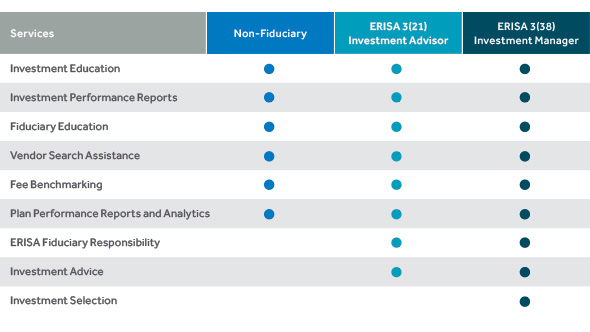 Services
Non-Fiduciary
ERISA 3(21)
Investment Advisor
ERISA 3(38)
Investment Manager
Investment Education
Investment Performance Reports
Fiduciary Education
Vendor Search Assistance
Fee Benchmarking
Plan Performance Reports and Analytics
ERISA Fiduciary Responsibility
Investment Advice
Investment Selection